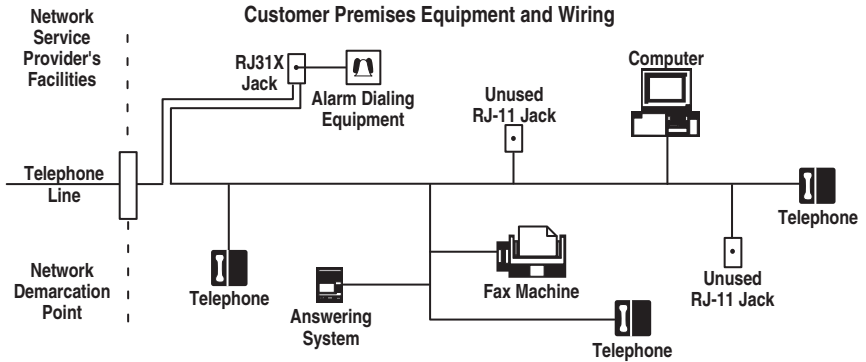 Customer Premises Equipment and Wiring
Network
Service
Provider's
Facilities
RJ31X
Jack
Alarm Dialing
Equipment
Unused
RJ-11 Jack
Computer
Telephone
Line
Telephone
Network
Demarcation
Point
Telephone
Answering
System
Fax Machine
Unused
RJ-11 Jack
Telephone